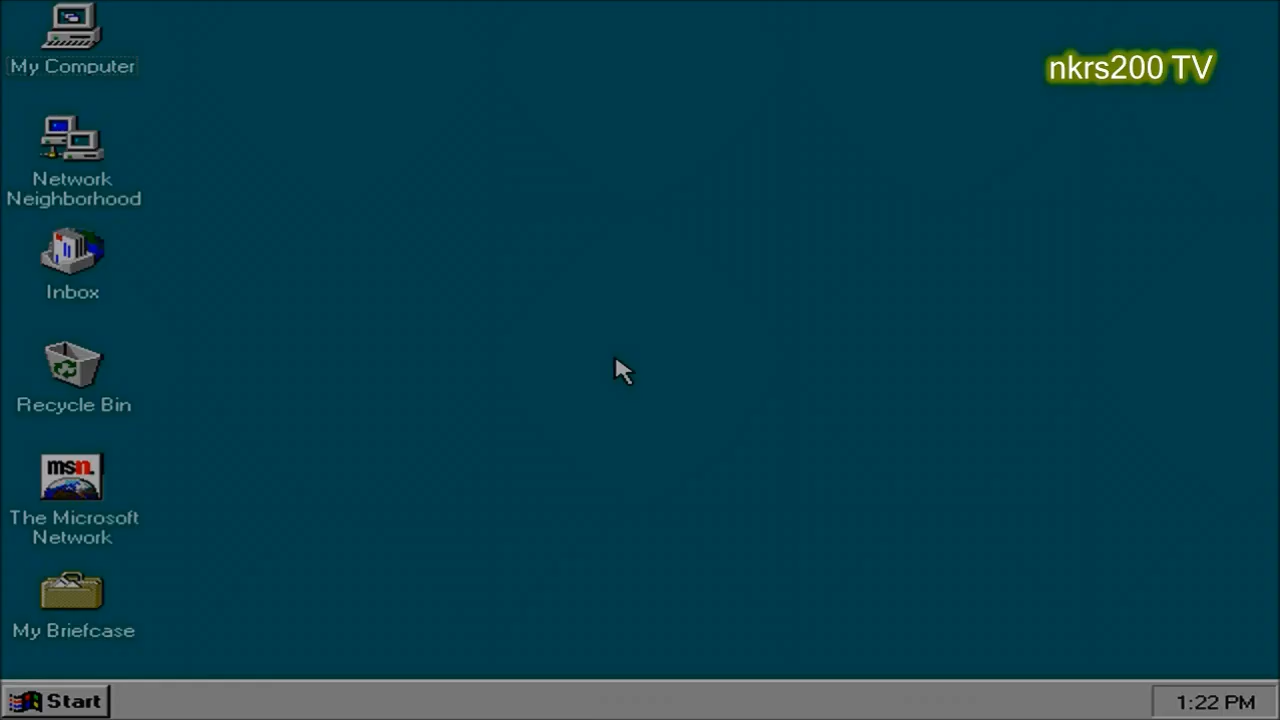 My Computer
nkrs200 TV
Network
Neighborhood
Inbox
Recycle Bin
msn.
The Microsoft
Network
My Briefcase
Start
1:22 PM